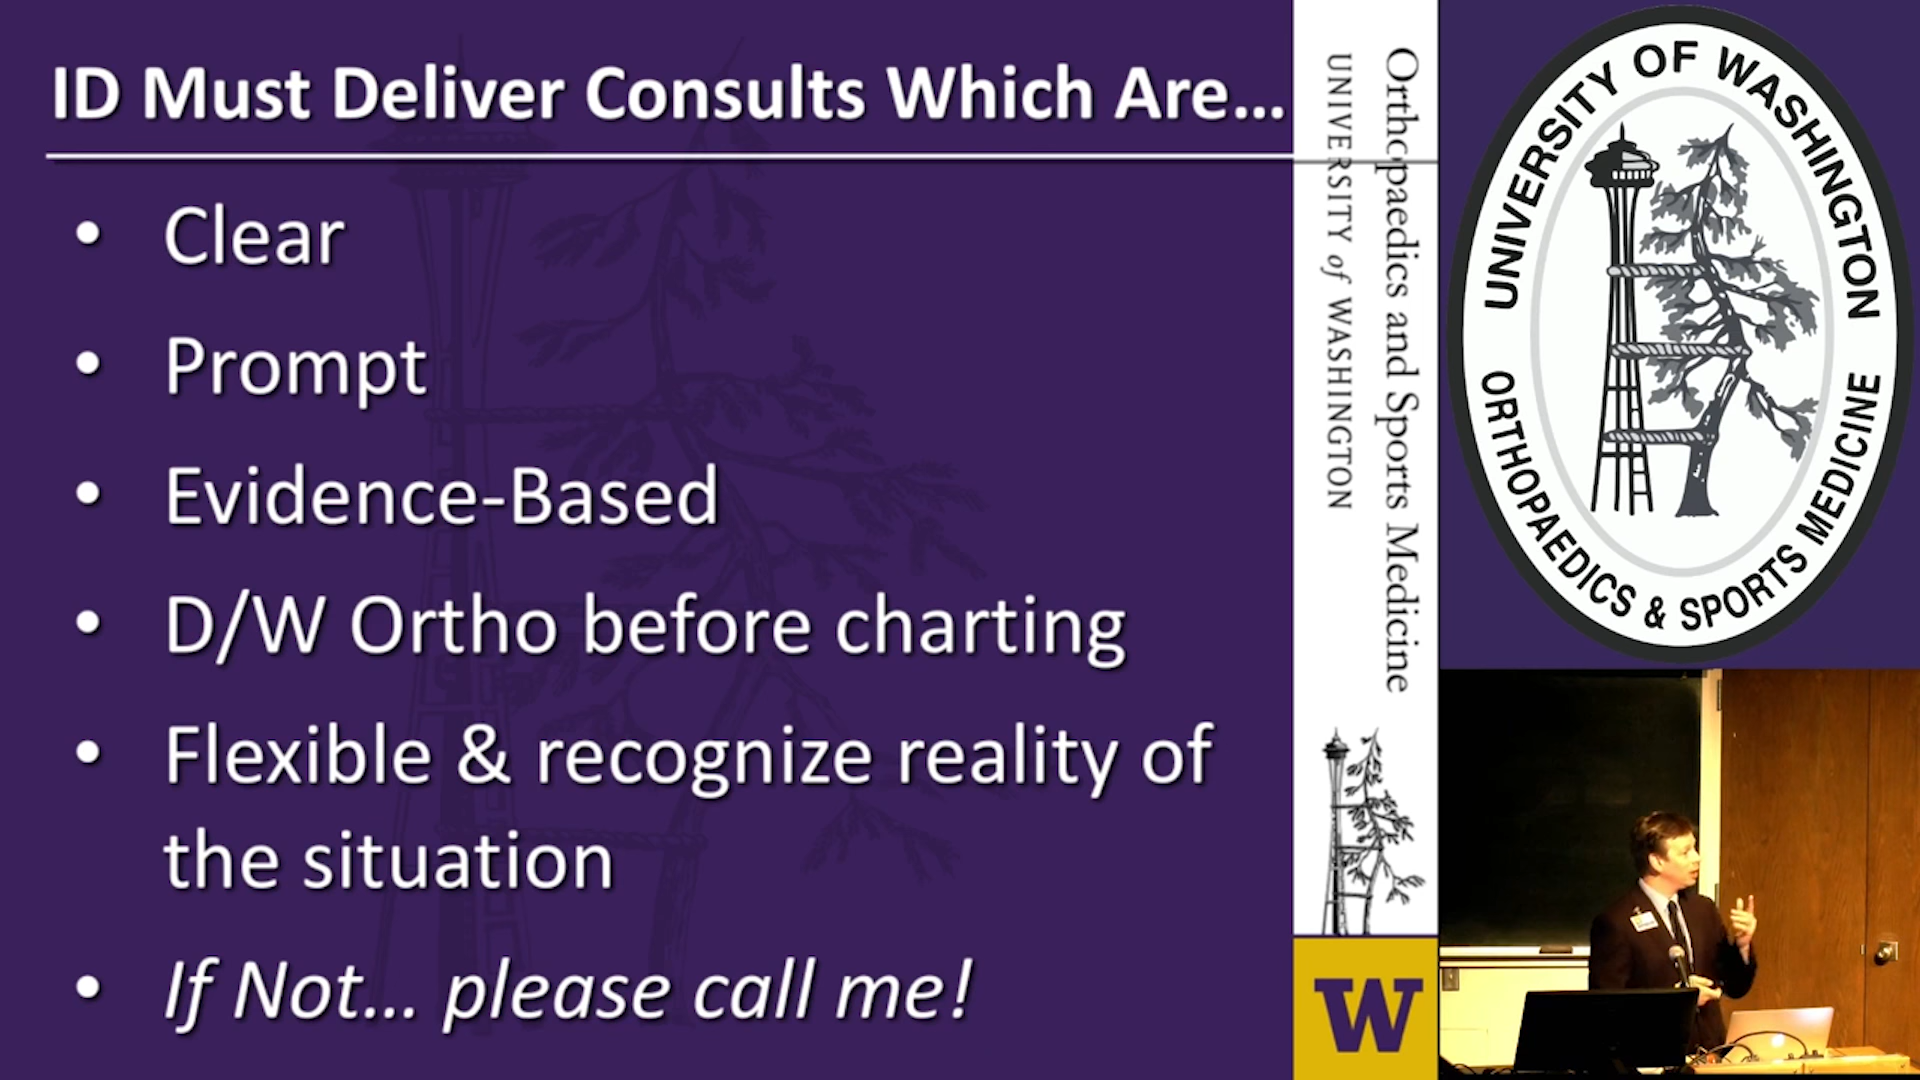 ID Must Deliver Consults Which Are...
• Clear
• Prompt
• Evidence-Based
• D/W Ortho before charting
• Flexible & recognize reality of
the situation
• If Not... please call me!
Orthopaedics and Sports Medicine
UNIVERSITY of WASHINGTON
W
UNIVERSITY OF WASHINGTON
ORTHOPAEDICS & SPORTS MEDICINE